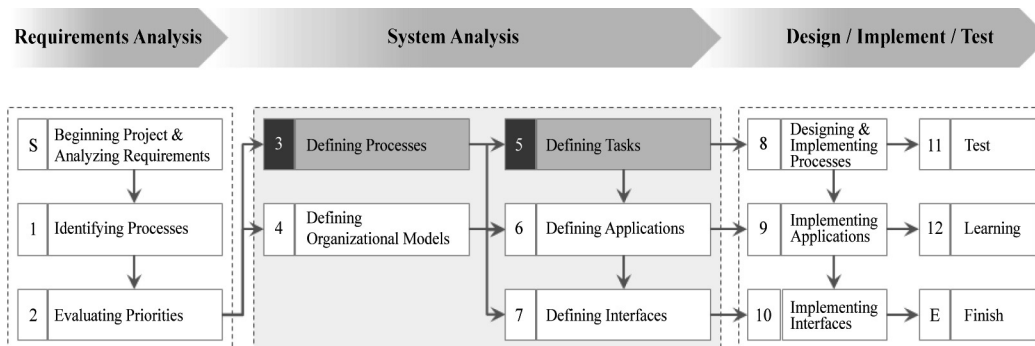 Requirements Analysis
System Analysis
Design / Implement / Test
S
Beginning Project &
Analyzing Requirements
1
Identifying Processes
2
Evaluating Priorities
3
Defining Processes
4
Defining
Organizational Models
5
Defining Tasks
6
Defining Applications
7
Defining Interfaces
8
Designing &
Implementing
Processes
9
Implementing
Applications
10
Implementing
Interfaces
11
Test
12
Learning
E
Finish